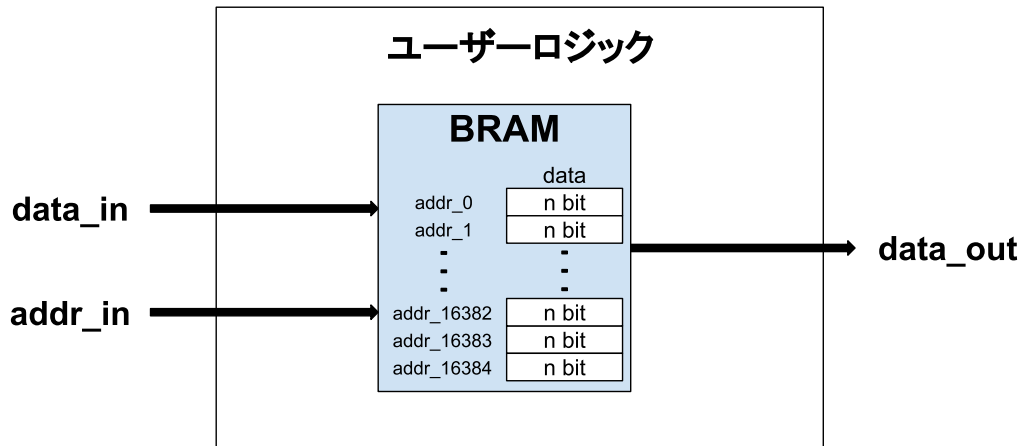 ユーザーロジック
BRAM
data
addr_0 n bit
addr_1 n bit
addr_16382 n bit
addr_16383 n bit
addr_16384 n bit
data_in
addr_in
data_out